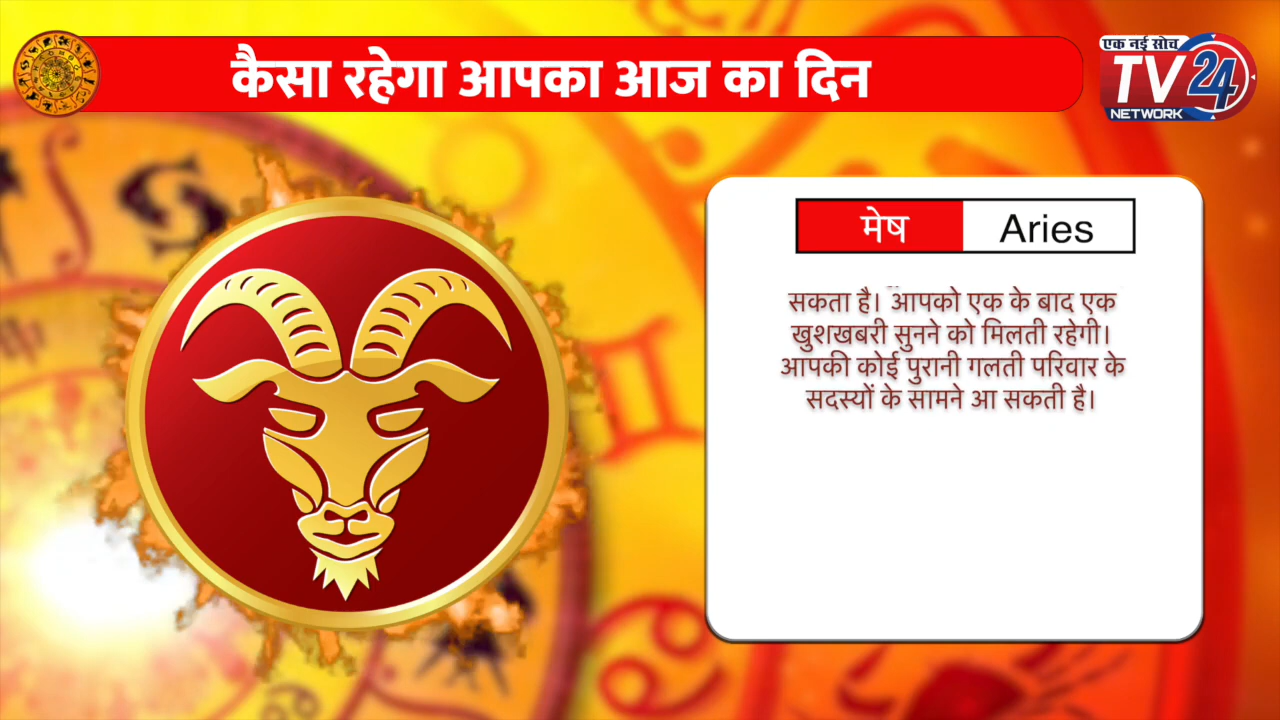 कैसा रहेगा आपका आज का दिन
एक नई सोच
TV24
NETWORK
मेष Aries
सकता है। आपको एक के बाद एक
खुशखबरी सुनने को मिलती रहेगी।
आपकी कोई पुरानी गलती परिवार के
सदस्यों के सामने आ सकती है।